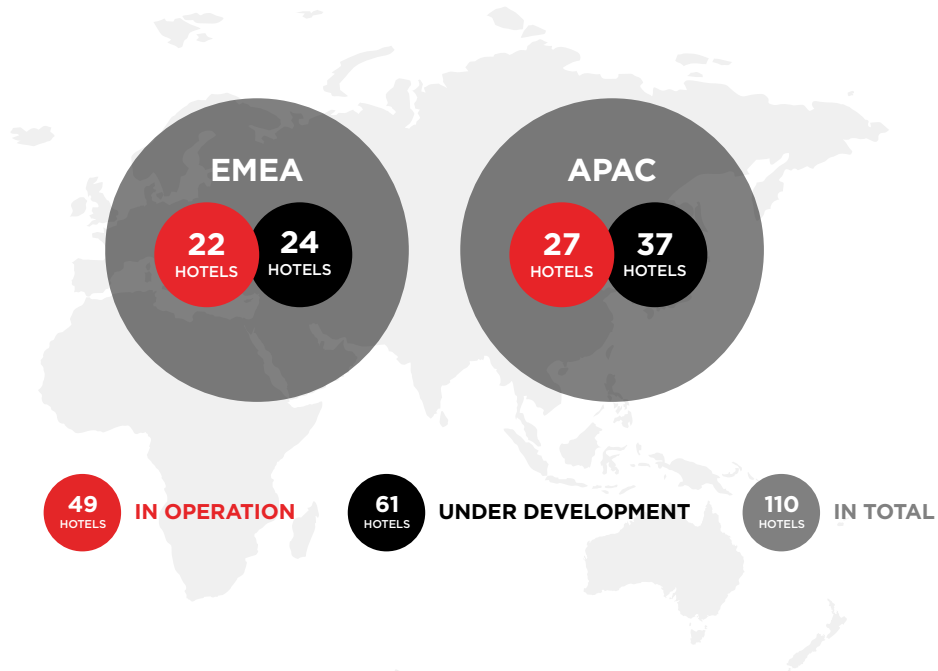 EMEA
22
HOTELS
24
HOTELS
APAC
27
HOTELS
37
HOTELS
49
HOTELS
IN OPERATION
61
HOTELS
UNDER DEVELOPMENT
110
HOTELS
IN TOTAL